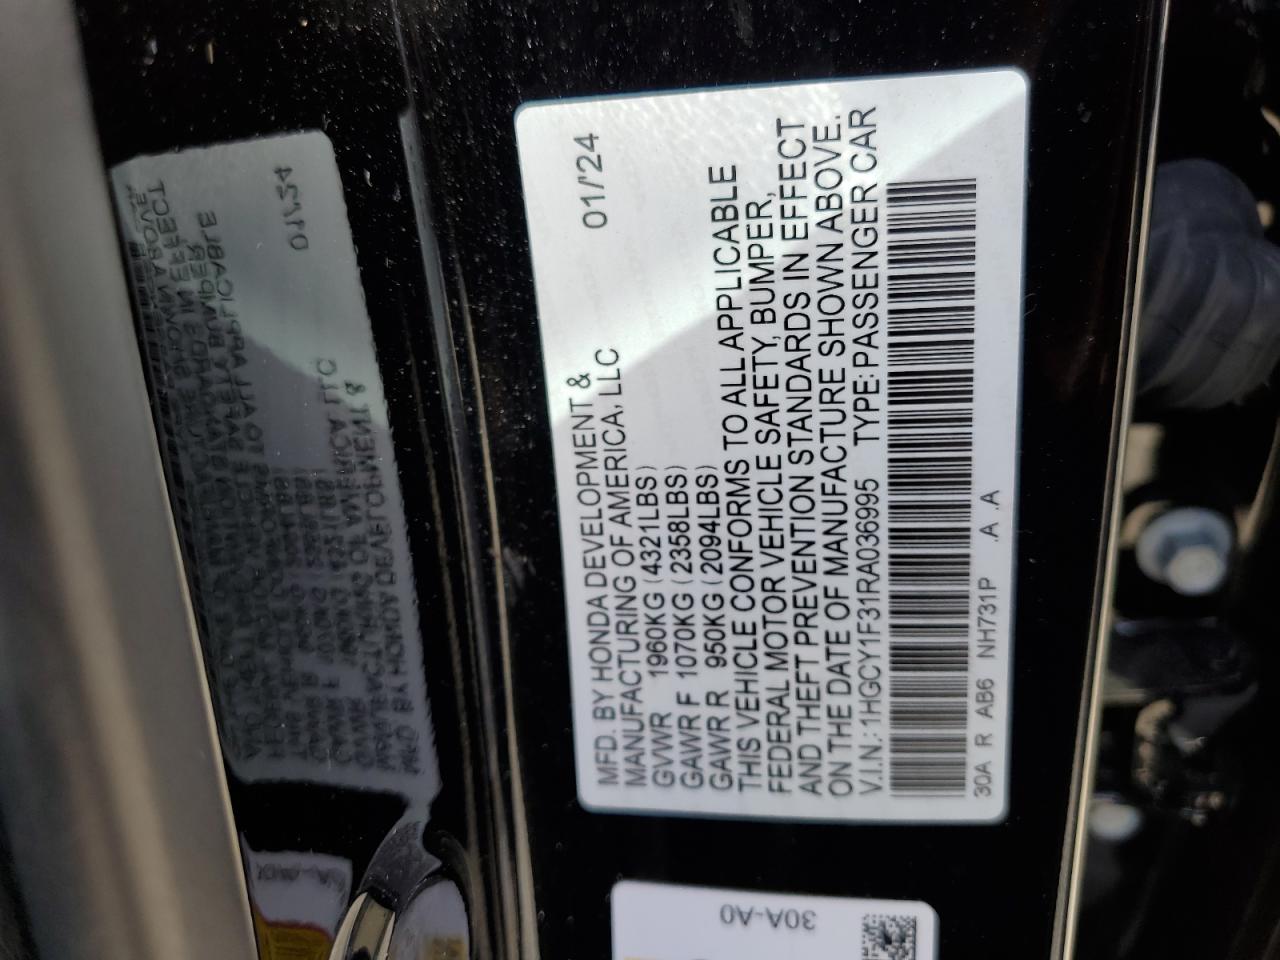 MFD. BY HONDA DEVELOPMENT & 01/'24
MANUFACTURING OF AMERICA, LLC
GVWR 1960KG (4321LBS)
GAWR F 1070KG (2358LBS)
GAWR R 950KG (2094LBS)
THIS VEHICLE CONFORMS TO ALL APPLICABLE
FEDERAL MOTOR VEHICLE SAFETY, BUMPER,
AND THEFT PREVENTION STANDARDS IN EFFECT
ON THE DATE OF MANUFACTURE SHOWN ABOVE.
V.I.N.: 1HGCY1F31RA036995 TYPE: PASSENGER CAR
30A R AB6 NH731P .A .A
30A-A0